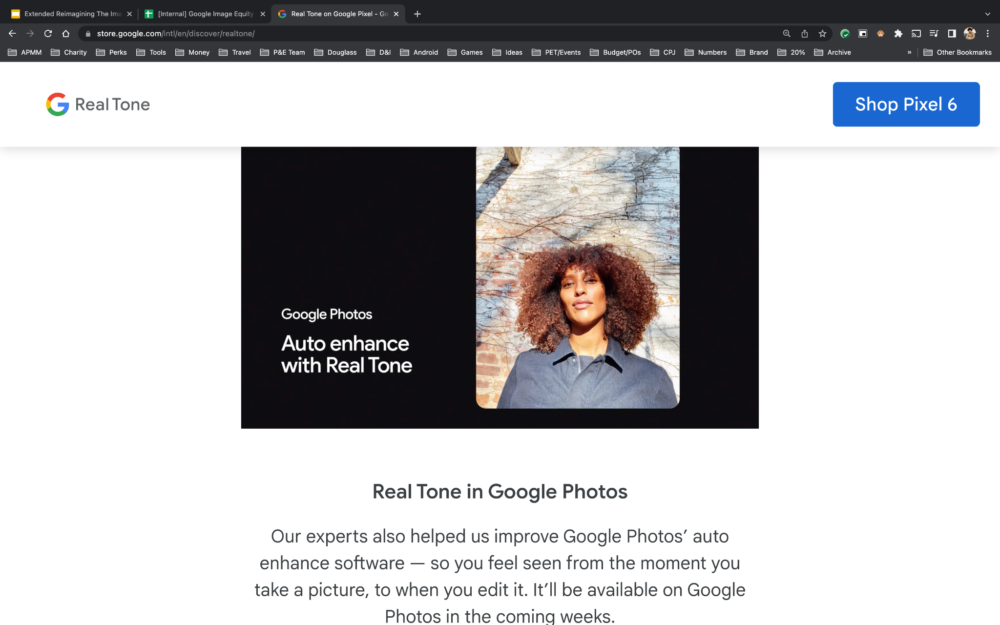 Extended Reimagining The Ima
[Internal] Google Image Equity
Real Tone on Google Pixel - Go
store.google.com/intl/en/discover/realtone/
APMM Charity Perks Tools Money Travel P&E Team Douglass D&I Android Games Ideas PET/Events Budget/POs CPJ Numbers Brand 20% Archive » Other Bookmarks
Real Tone
Shop Pixel 6
Google Photos
Auto enhance
with Real Tone
Real Tone in Google Photos
Our experts also helped us improve Google Photos’ auto
enhance software — so you feel seen from the moment you
take a picture, to when you edit it. It’ll be available on Google
Photos in the coming weeks.